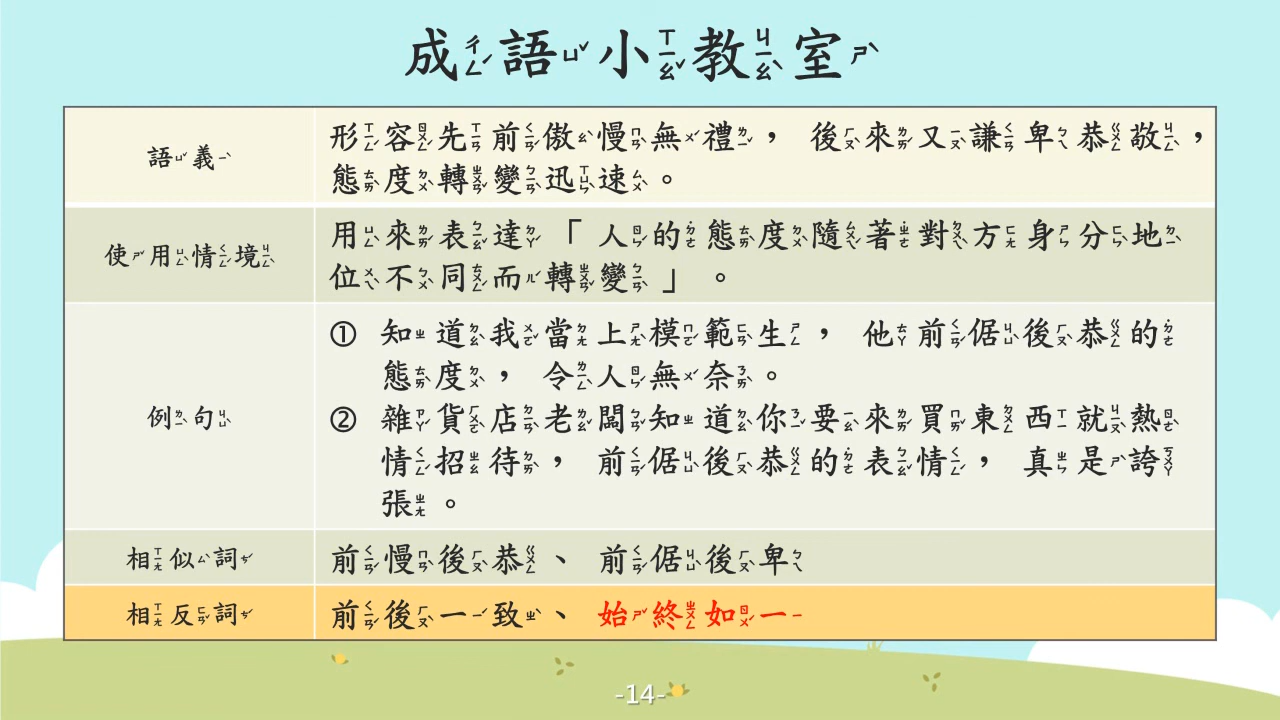 成語小教室
語義
形容先前傲慢無禮，後來又謙卑恭敬，
態度轉變迅速。
使用情境
用來表達「人的態度隨著對方身分地
位不同而轉變」。
例句
① 知道我當上模範生，他前倨後恭的
態度，令人無奈。
② 雜貨店老闆知道你要來買東西就熱
情招待，前倨後恭的表情，真是誇
張。
相似詞
前慢後恭、前倨後卑
相反詞
前後一致、始終如一
-14-